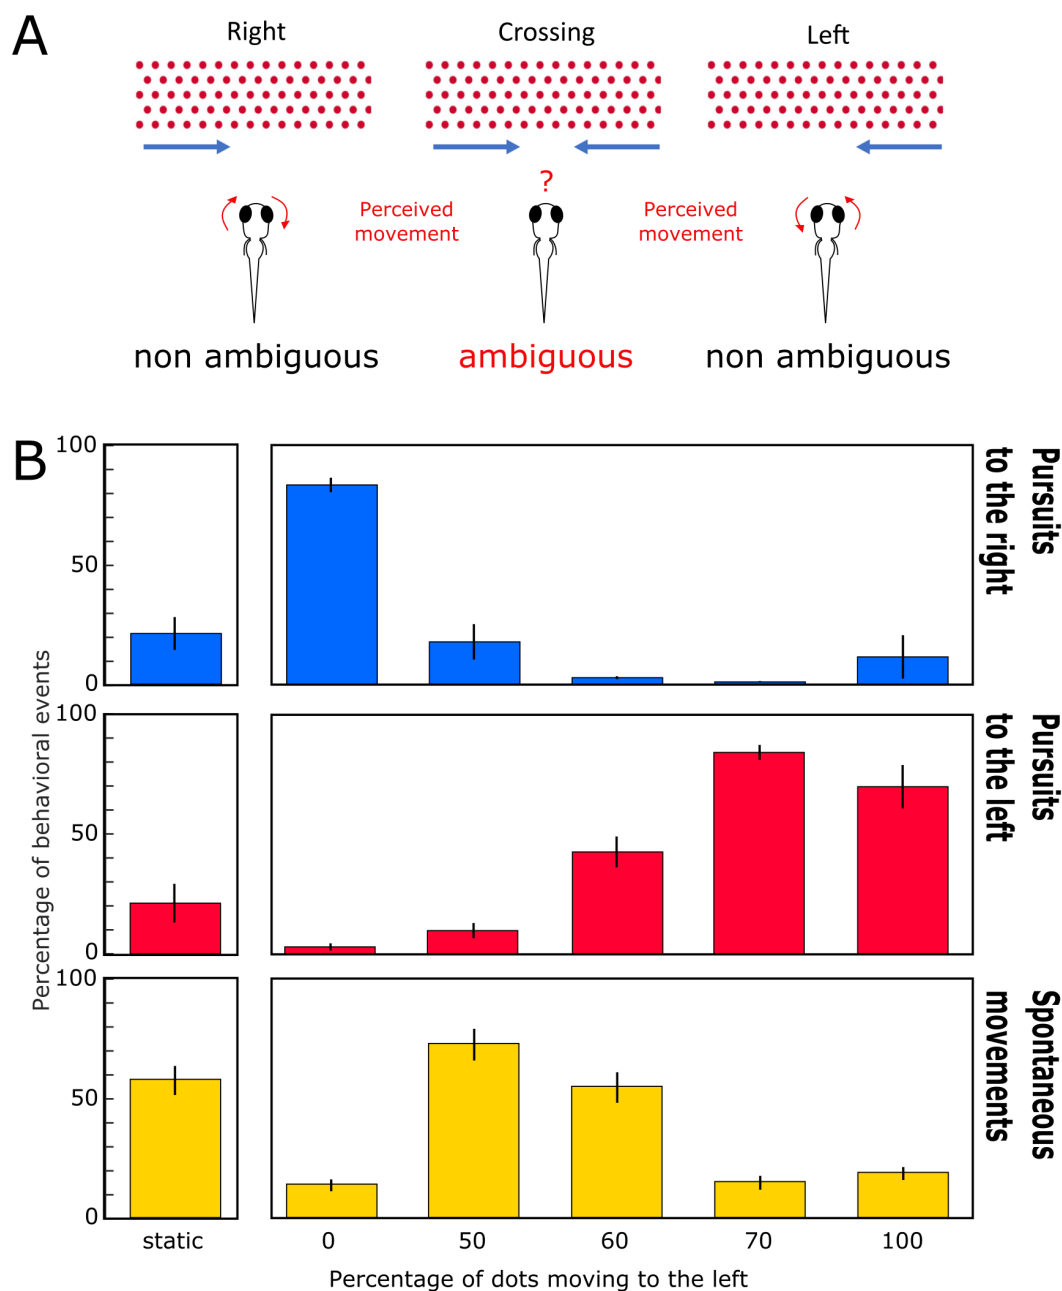 A
Right
Crossing
Left
?
Perceived
movement
Perceived
movement
non ambiguous
ambiguous
non ambiguous
B
Percentage of behavioral events
100
50
0
Pursuits
to the right
100
50
0
Pursuits
to the left
100
50
0
Spontaneous
movements
static
0
50
60
70
100
Percentage of dots moving to the left